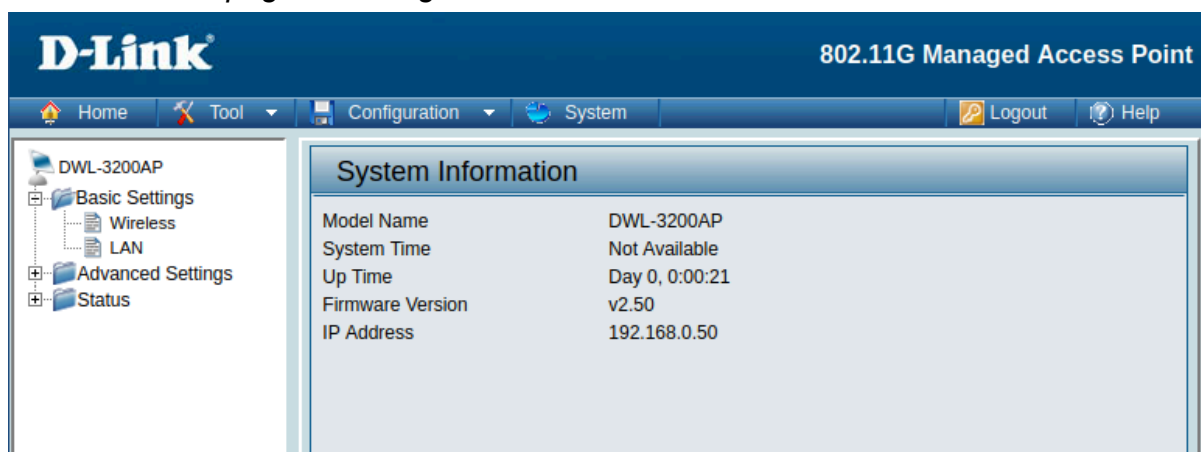 D-Link
802.11G Managed Access Point
Home Tool Configuration System Logout Help
DWL-3200AP
Basic Settings
Wireless
LAN
Advanced Settings
Status
System Information
Model Name DWL-3200AP
System Time Not Available
Up Time Day 0, 0:00:21
Firmware Version v2.50
IP Address 192.168.0.50